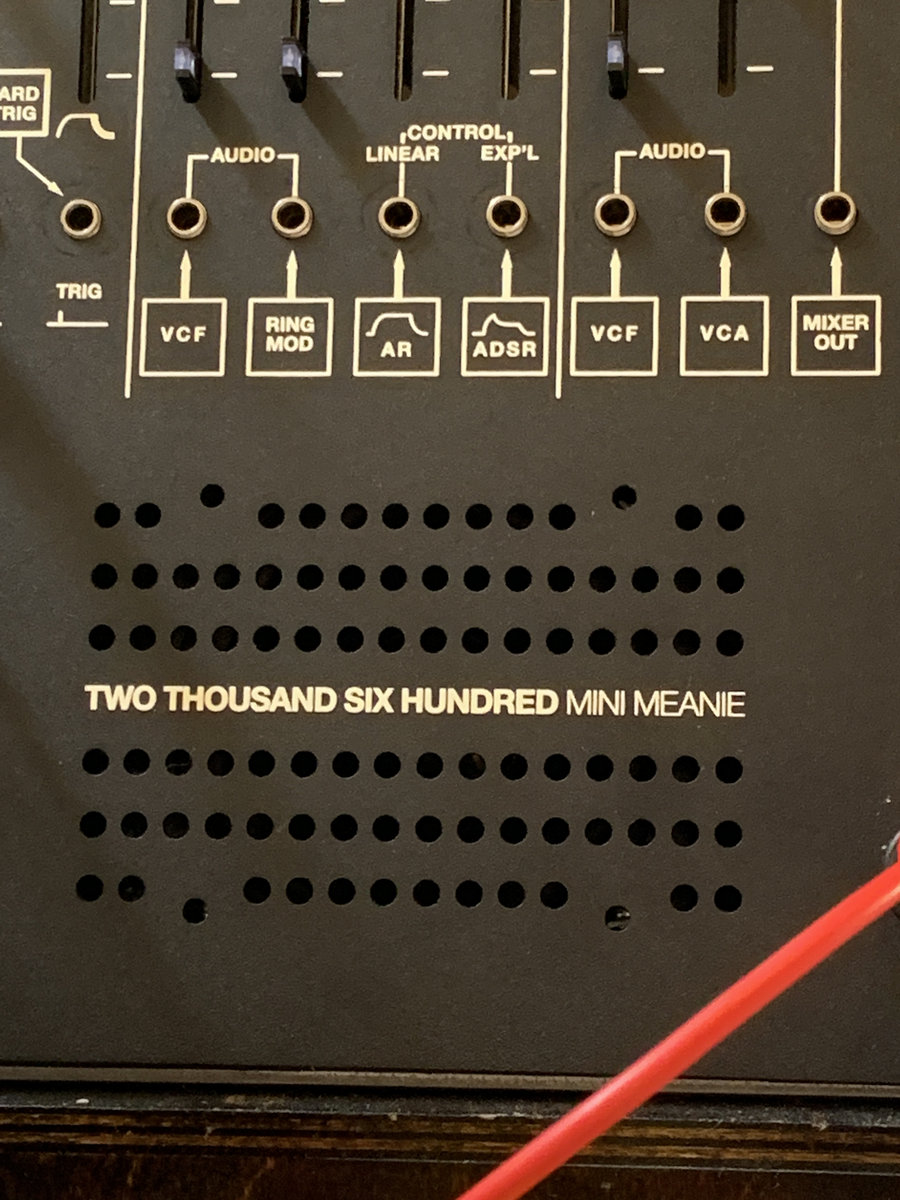 ARD
TRIG
CONTROL
AUDIO
LINEAR
EXP'L
AUDIO
TRIG
VCF
RING
MOD
AR
ADSR
VCF
VCA
MIXER
OUT
TWO THOUSAND SIX HUNDRED MINI MEANIE